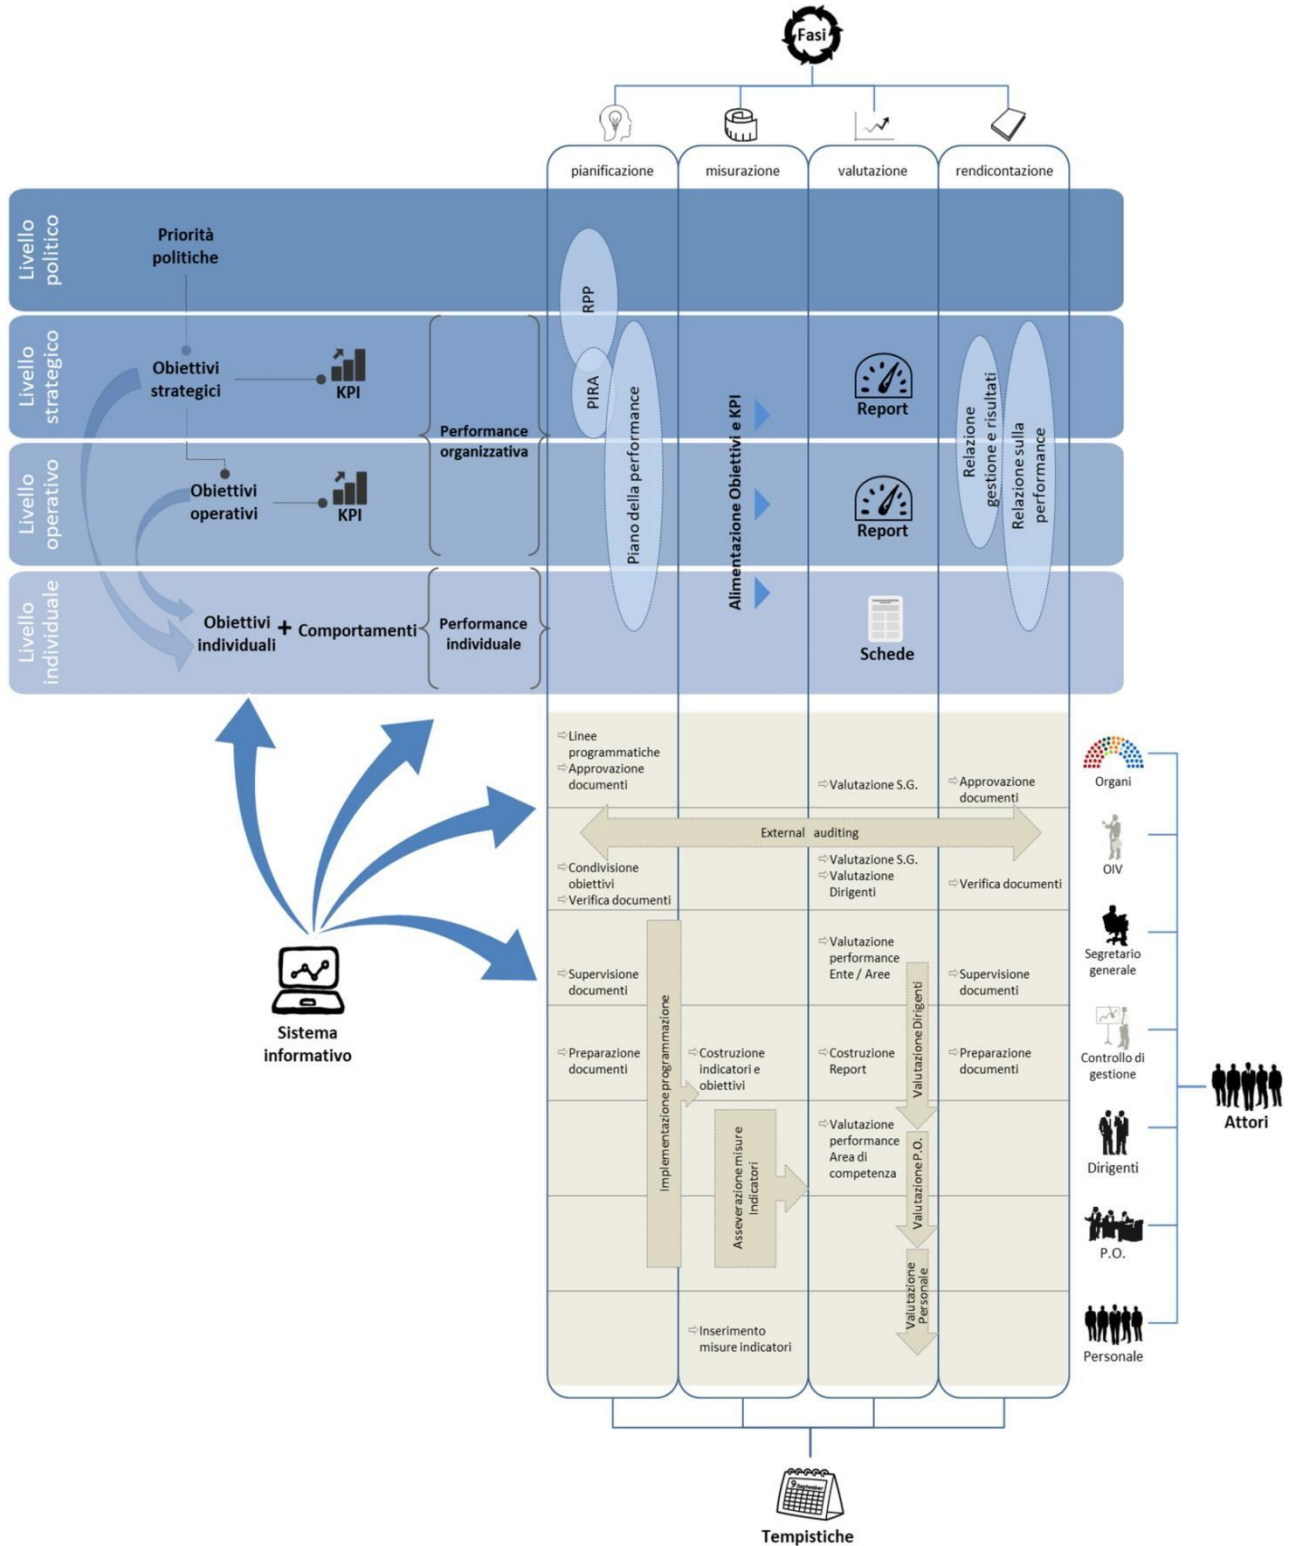 Fasi
pianificazione
misurazione
valutazione
rendicontazione
Livello
politico
Priorità
politiche
RPP
Livello
strategico
Obiettivi
strategici
KPI
PIRA
Report
Performance
organizzativa
Piano della performance
Alimentazione Obiettivi e KPI
Relazione
gestione e risultati
Relazione sulla
performance
Livello
operativo
Obiettivi
operativi
KPI
Report
Livello
individuale
Obiettivi
individuali
+
Comportamenti
Performance
individuale
Schede
⇨Linee
programmatiche
⇨Approvazione
documenti
⇨Valutazione S.G.
⇨Approvazione
documenti
Organi
External auditing
⇨Condivisione
obiettivi
⇨Verifica documenti
⇨Valutazione S.G.
⇨Valutazione
Dirigenti
⇨Verifica documenti
OIV
⇨Supervisione
documenti
⇨Valutazione
performance
Ente / Aree
⇨Supervisione
documenti
Segretario
generale
Sistema
informativo
Implementazione programmazione
Valutazione Dirigenti
⇨Preparazione
documenti
⇨Costruzione
indicatori e
obiettivi
⇨Costruzione
Report
⇨Preparazione
documenti
Controllo di
gestione
Attori
Asseverazione misure
Indicatori
⇨Valutazione
performance
Area di
competenza
Valutazione P.O.
Dirigenti
P.O.
Valutazione
Personale
⇨Inserimento
misure indicatori
Personale
9 September
Tempistiche